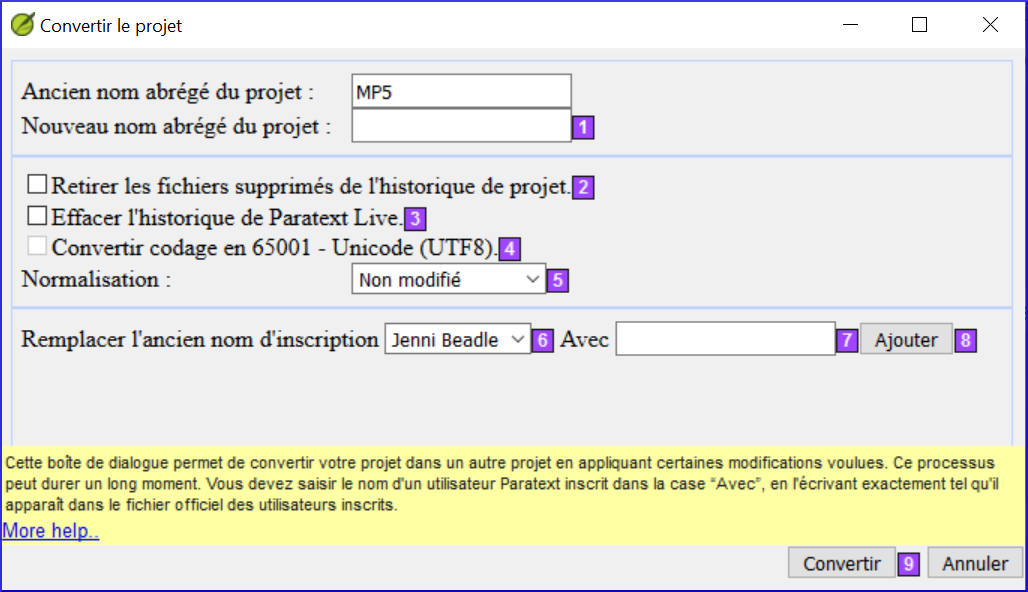 Convertir le projet
Ancien nom abrégé du projet : MP5
Nouveau nom abrégé du projet : 1
Retirer les fichiers supprimés de l'historique de projet. 2
Effacer l'historique de Paratext Live. 3
Convertir codage en 65001 - Unicode (UTF8). 4
Normalisation : Non modifié 5
Remplacer l'ancien nom d'inscription Jenni Beadle 6 Avec 7 Ajouter 8
Cette boîte de dialogue permet de convertir votre projet dans un autre projet en appliquant certaines modifications voulues. Ce processus
peut durer un long moment. Vous devez saisir le nom d'un utilisateur Paratext inscrit dans la case “Avec”, en l'écrivant exactement tel qu'il
apparaît dans le fichier officiel des utilisateurs inscrits.
More help..
Convertir 9 Annuler